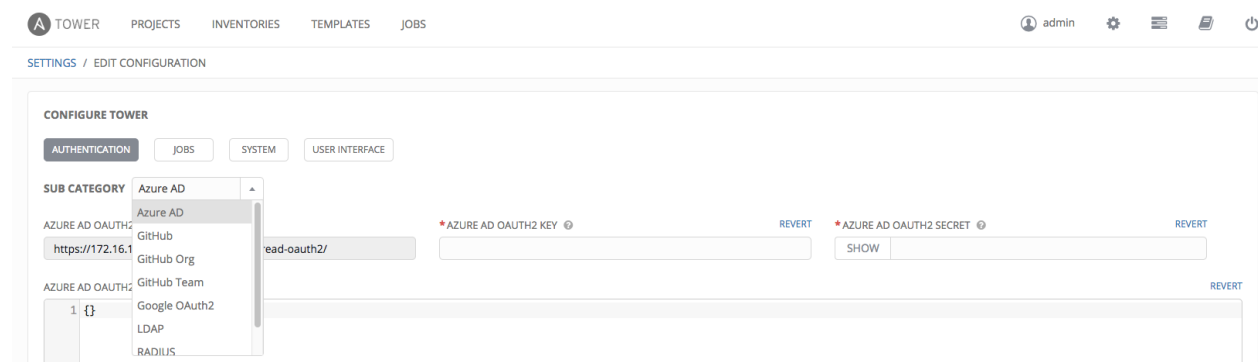 A TOWER PROJECTS INVENTORIES TEMPLATES JOBS admin
SETTINGS / EDIT CONFIGURATION
CONFIGURE TOWER
AUTHENTICATION JOBS SYSTEM USER INTERFACE
SUB CATEGORY Azure AD
Azure AD
GitHub
GitHub Org
GitHub Team
Google OAuth2
LDAP
RADIUS
AZURE AD OAUTH2
https://172.16.1
ead-oauth2/
* AZURE AD OAUTH2 KEY REVERT
* AZURE AD OAUTH2 SECRET REVERT
SHOW
AZURE AD OAUTH2 REVERT
1 {}